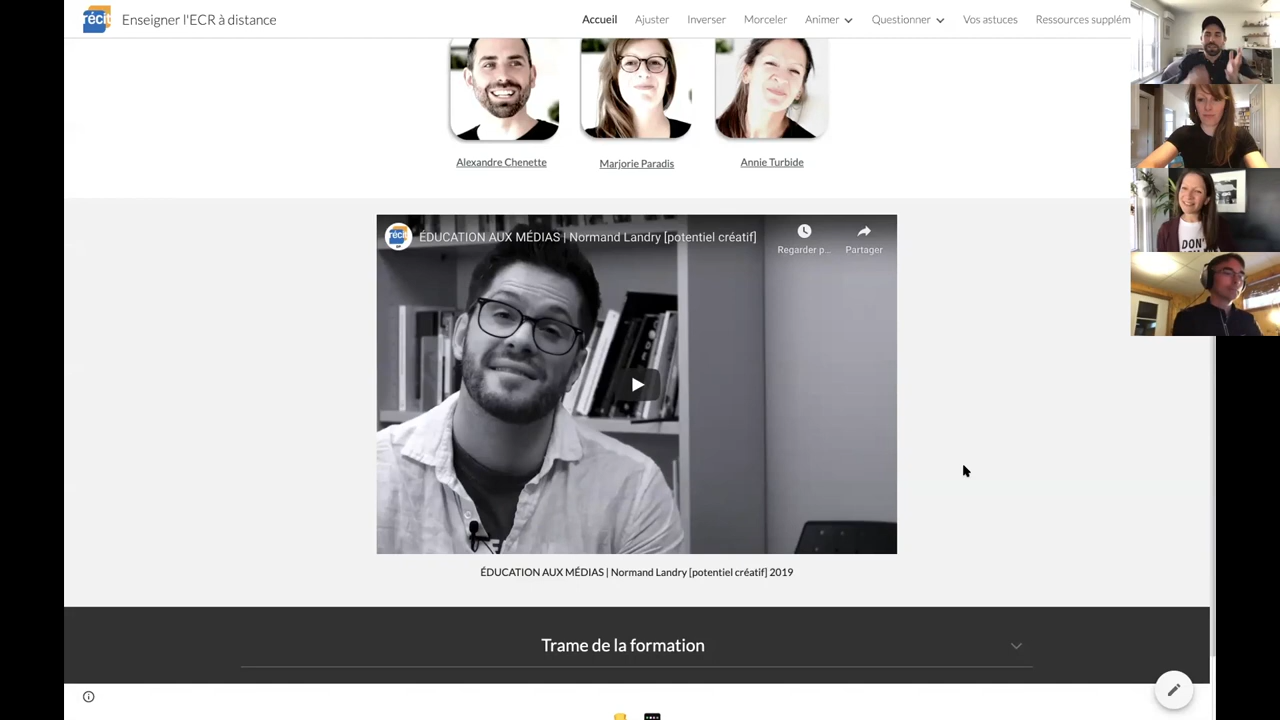 récit Enseigner l'ECR à distance Accueil Ajuster Inverser Morceler Animer Questionner Vos astuces Ressources supplém
Alexandre Chenette Marjorie Paradis Annie Turbide
récit ÉDUCATION AUX MÉDIAS | Normand Landry [potentiel créatif] Regarder p... Partager
ÉDUCATION AUX MÉDIAS | Normand Landry [potentiel créatif] 2019
Trame de la formation
DON'T